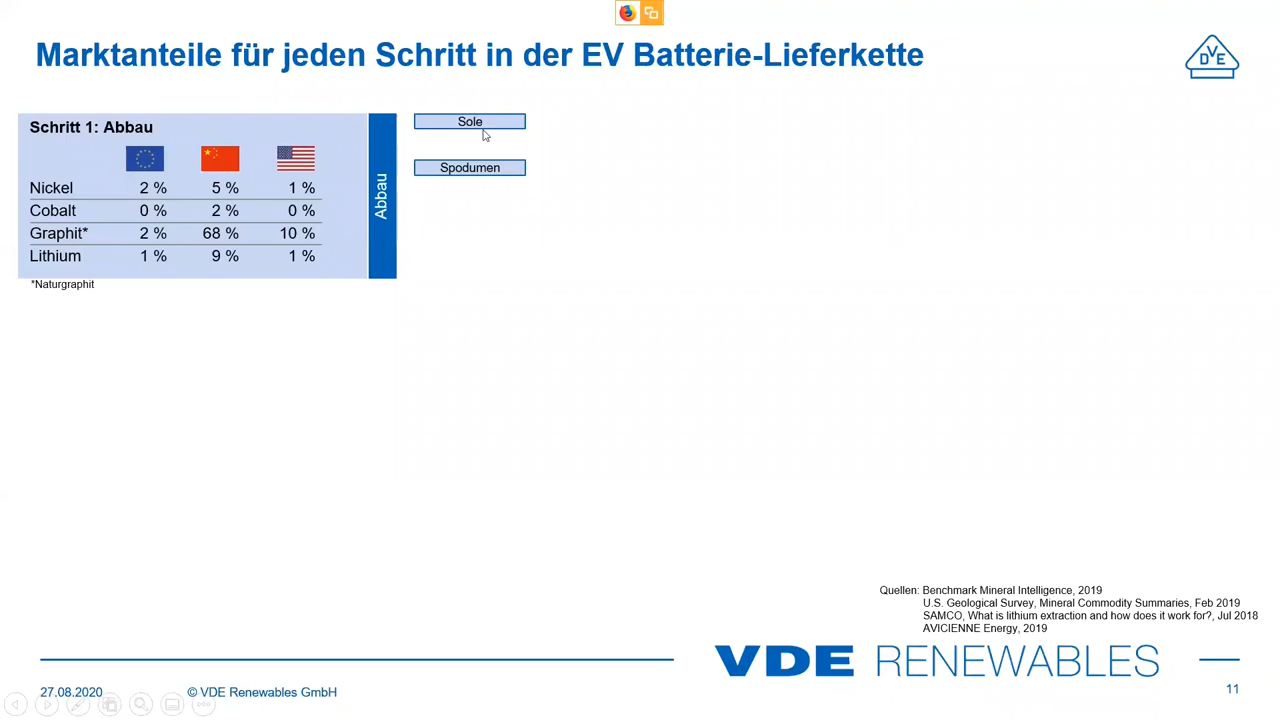 Marktanteile für jeden Schritt in der EV Batterie-Lieferkette
VDE
Schritt 1: Abbau
Nickel 2 % 5 % 1 %
Cobalt 0 % 2 % 0 %
Graphit* 2 % 68 % 10 %
Lithium 1 % 9 % 1 %
*Naturgraphit
Abbau
Sole
Spodumen
Quellen: Benchmark Mineral Intelligence, 2019
U.S. Geological Survey, Mineral Commodity Summaries, Feb 2019
SAMCO, What is lithium extraction and how does it work for?, Jul 2018
AVICIENNE Energy, 2019
VDE RENEWABLES
27.08.2020 © VDE Renewables GmbH 11